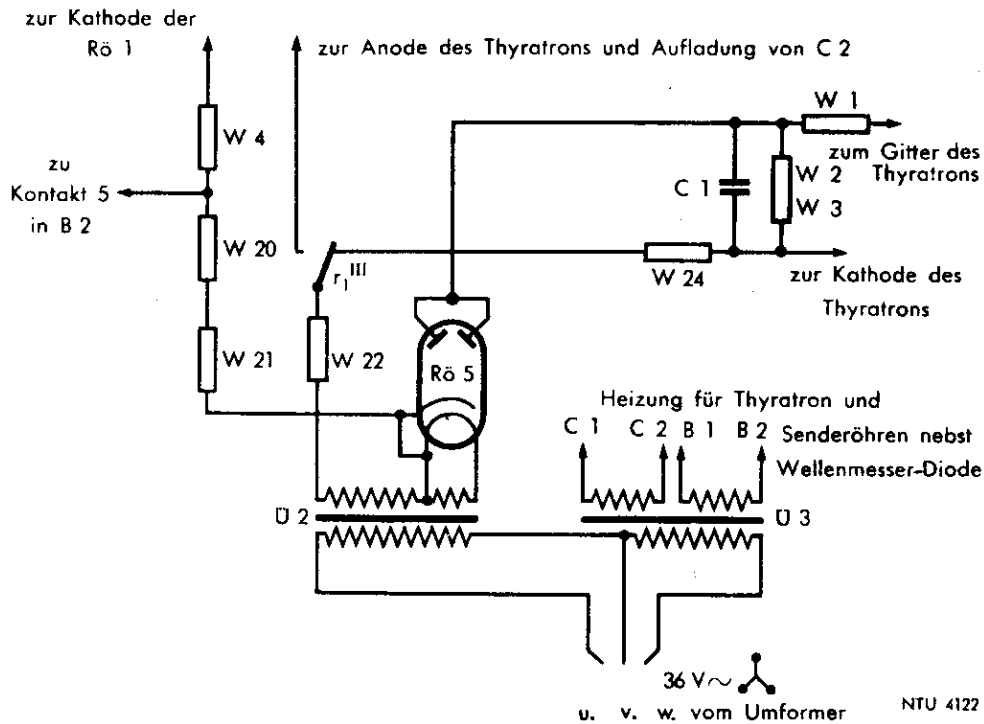 zur Kathode der
Rö 1
zur Anode des Thyratrons und Aufladung von C 2
W 1
W 4
zum Gitter des
Thyratrons
zu
Kontakt 5
in B 2
C 1
W 2
W 3
W 20
r₁ᴵᴵᴵ
W 24
zur Kathode des
Thyratrons
W 21
W 22
Rö 5
Heizung für Thyratron und
C 1
C 2
B 1
B 2
Senderöhren nebst
Wellenmesser-Diode
Ü 2
Ü 3
36 V~
u. v. w. vom Umformer
NTU 4122